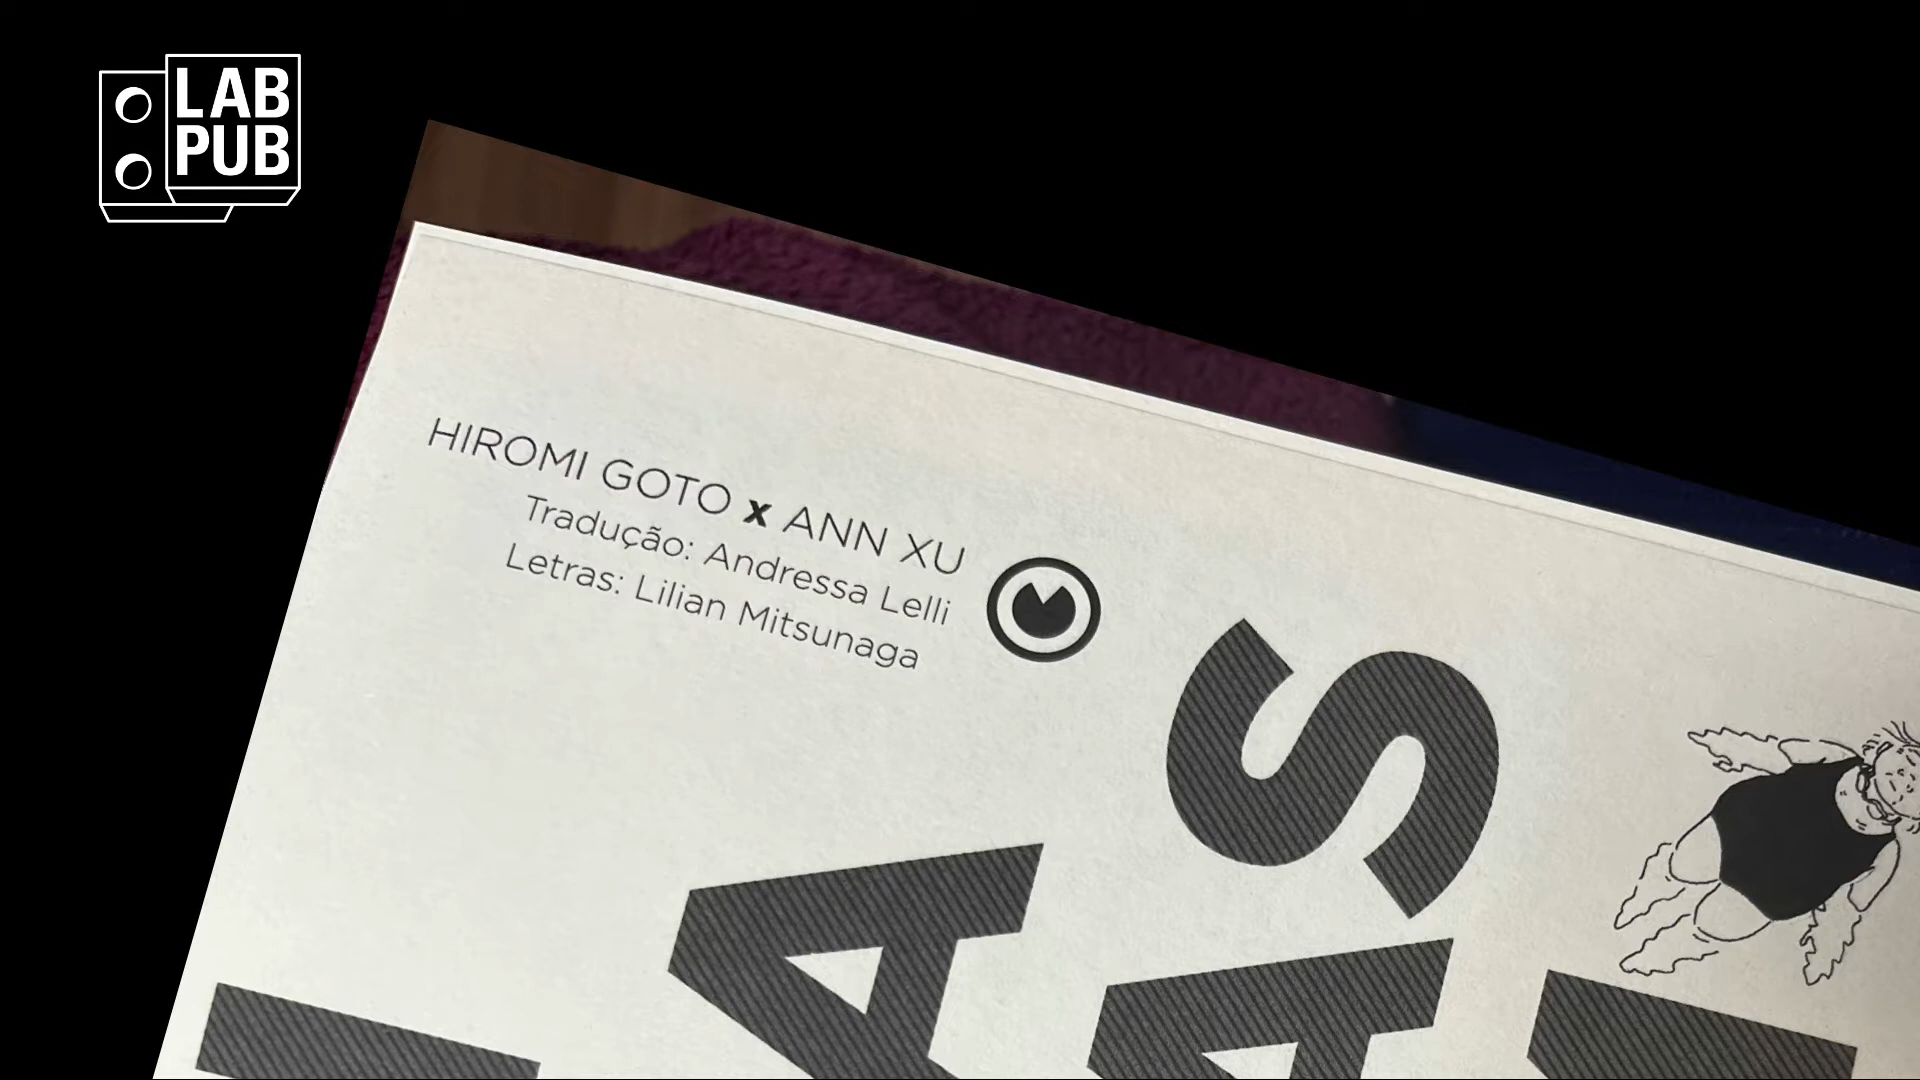 LAB
PUB
HIROMI GOTO x ANN XU
Tradução: Andressa Lelli
Letras: Lilian Mitsunaga
S
A
A